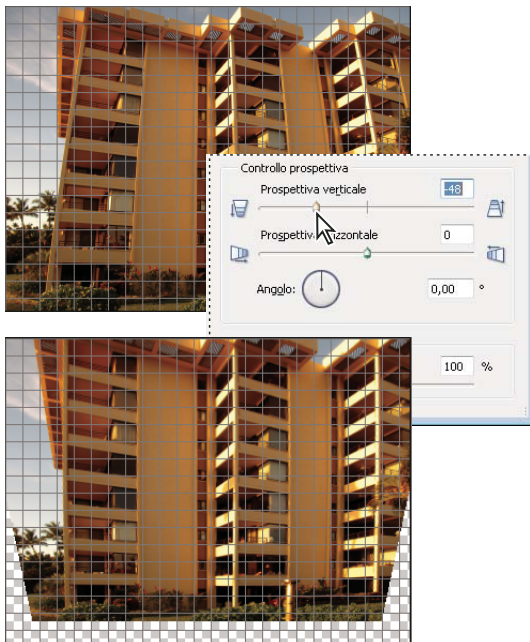 Controllo prospettiva
Prospettiva verticale
-48
Prospettiva orizzontale
0
Angolo:
0,00 °
100 %